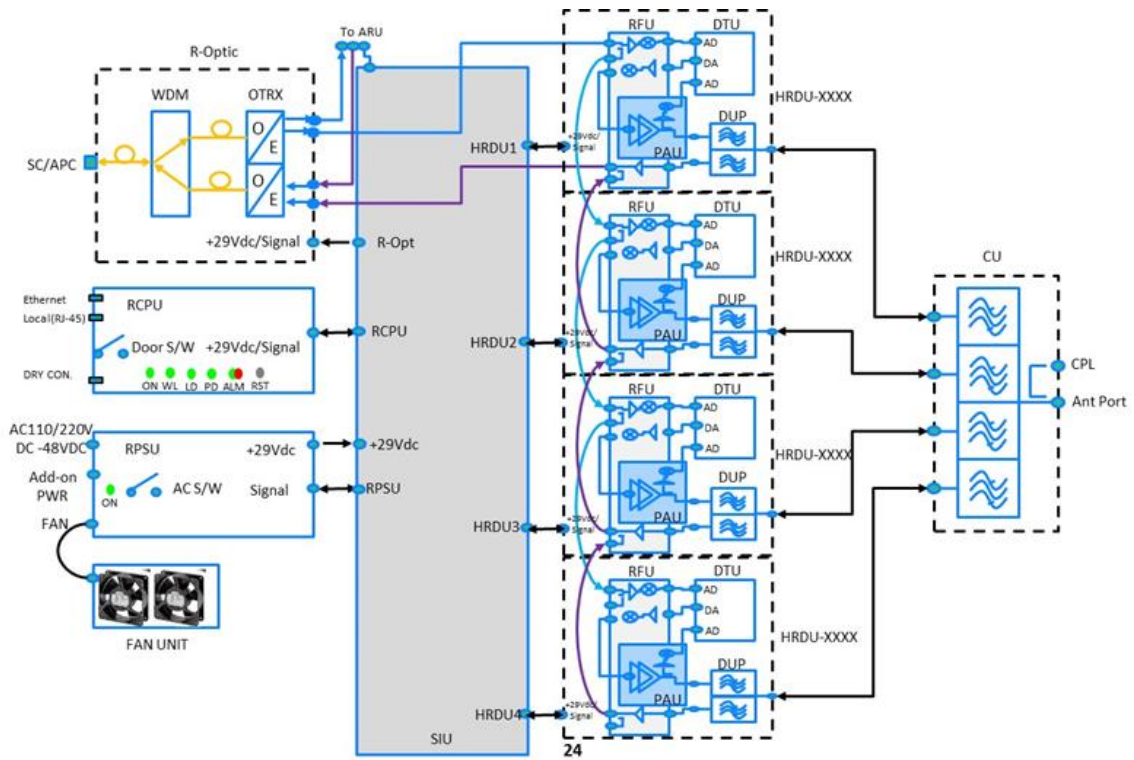 To ARU
R-Optic
WDM
OTRX
O
E
O
E
SC/APC
+29Vdc/Signal
R-Opt
Ethernet
Local(RJ-45)
RCPU
Door S/W
+29Vdc/Signal
DRY CON.
ON WL LD PD ALM RST
RCPU
AC110/220V
DC -48VDC
RPSU
+29Vdc
+29Vdc
Add-on
PWR
ON
AC S/W
Signal
RPSU
FAN
FAN UNIT
SIU
HRDU1
HRDU2
HRDU3
HRDU4
RFU
DTU
AD
DA
AD
HRDU-XXXX
DUP
+29Vdc/
Signal
PAU
RFU
DTU
AD
DA
AD
HRDU-XXXX
DUP
+29Vdc/
Signal
PAU
RFU
DTU
AD
DA
AD
HRDU-XXXX
DUP
+29Vdc/
Signal
PAU
RFU
DTU
AD
DA
AD
HRDU-XXXX
DUP
+29Vdc/
Signal
PAU
24
CU
CPL
Ant Port